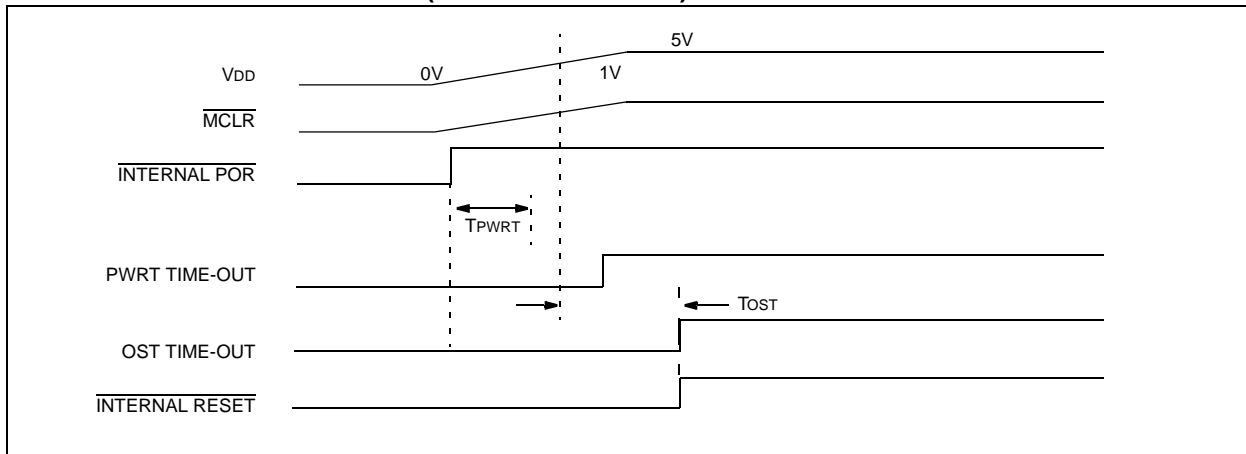 5V
VDD 0V 1V
MCLR
INTERNAL POR
TPWRT
PWRT TIME-OUT
TOST
OST TIME-OUT
INTERNAL RESET